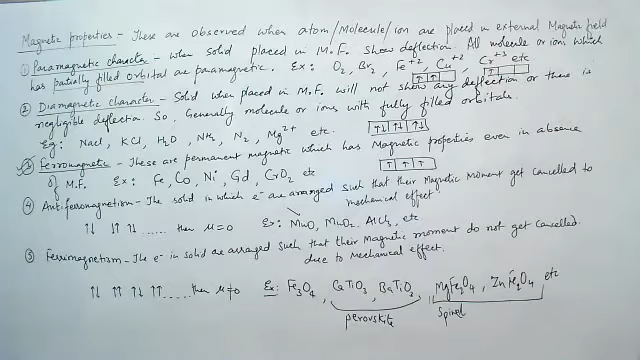 Magnetic properties - These are observed when atom/Molecule/ion are placed in external Magnetic field
① Paramagnetic character - when solid placed in M.F. show deflection. All molecule or ions which
has partially filled orbital are paramagnetic. Ex: O2, Br2, Fe+2, Cu+2, Cr+3 etc
② Diamagnetic character - Solid when placed in M.F. will not show any deflection or there is
negligible deflection. So, Generally molecule or ions with fully filled orbitals.
Eg: NaCl, KCl, H2O, NH3, N2, Mg2+ etc.
③ Ferromagnetic - These are permanent magnetic which has Magnetic properties even in absence
of M.F. Ex: Fe, Co, Ni, Gd, CrO2 etc
④ Antiferromagnetism - The solid in which e- are arranged such that their Magnetic Moment get cancelled to
mechanical effect.
↑↓ ↑↑ ↑↓ ...... then μ=0 Ex: MnO, MnO2, AlCl3, etc
⑤ Ferrimagnetism - The e- in solid are arranged such that their Magnetic moment do not get cancelled
due to Mechanical effect.
↑↓ ↑↑ ↑↓ ↑↑ ...... then μ≠0 Ex: Fe3O4, CaTiO3, BaTiO2, MgFe2O4, ZnFe2O4 etc
perovskite spinel